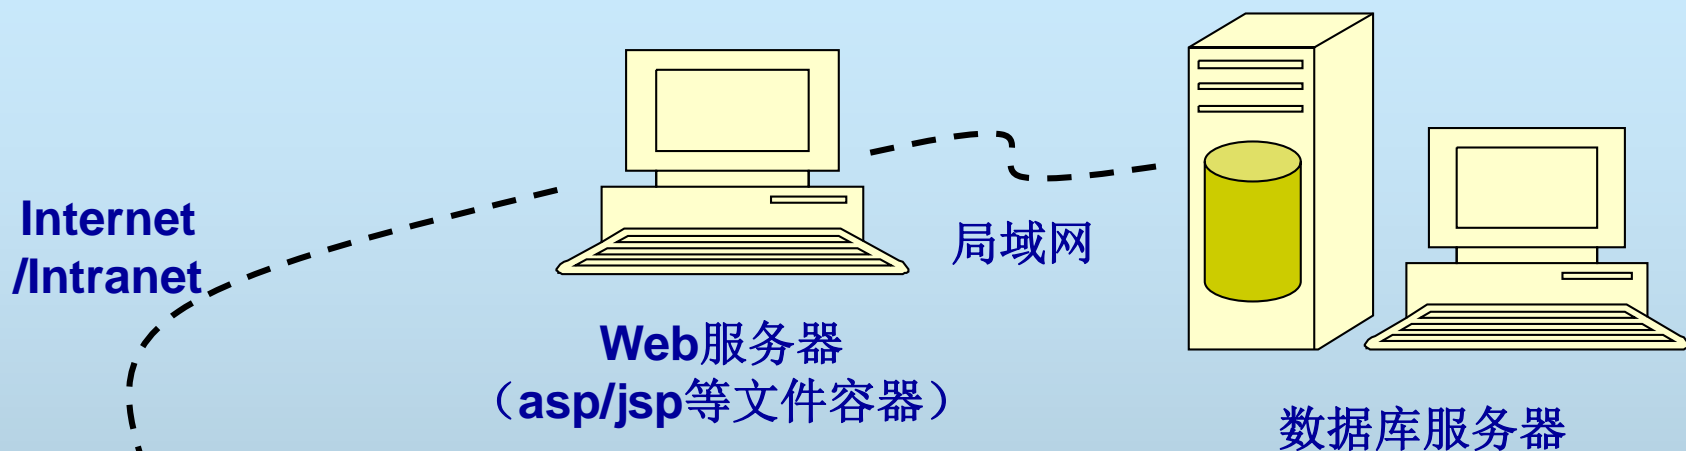 Internet
/Intranet
局域网
Web服务器
（asp/jsp等文件容器）
数据库服务器